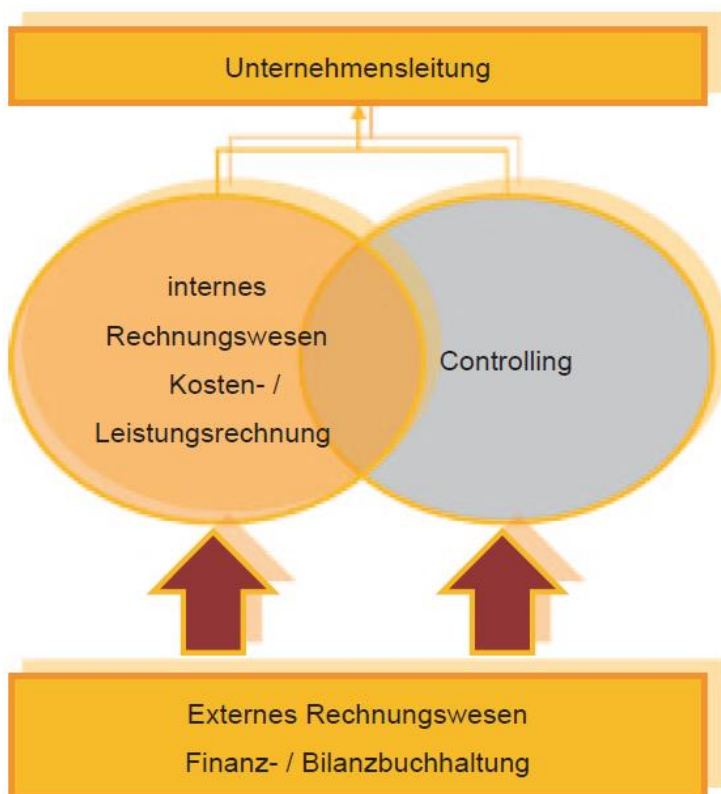 Unternehmensleitung
internes
Rechnungswesen
Kosten- /
Leistungsrechnung
Controlling
Externes Rechnungswesen
Finanz- / Bilanzbuchhaltung